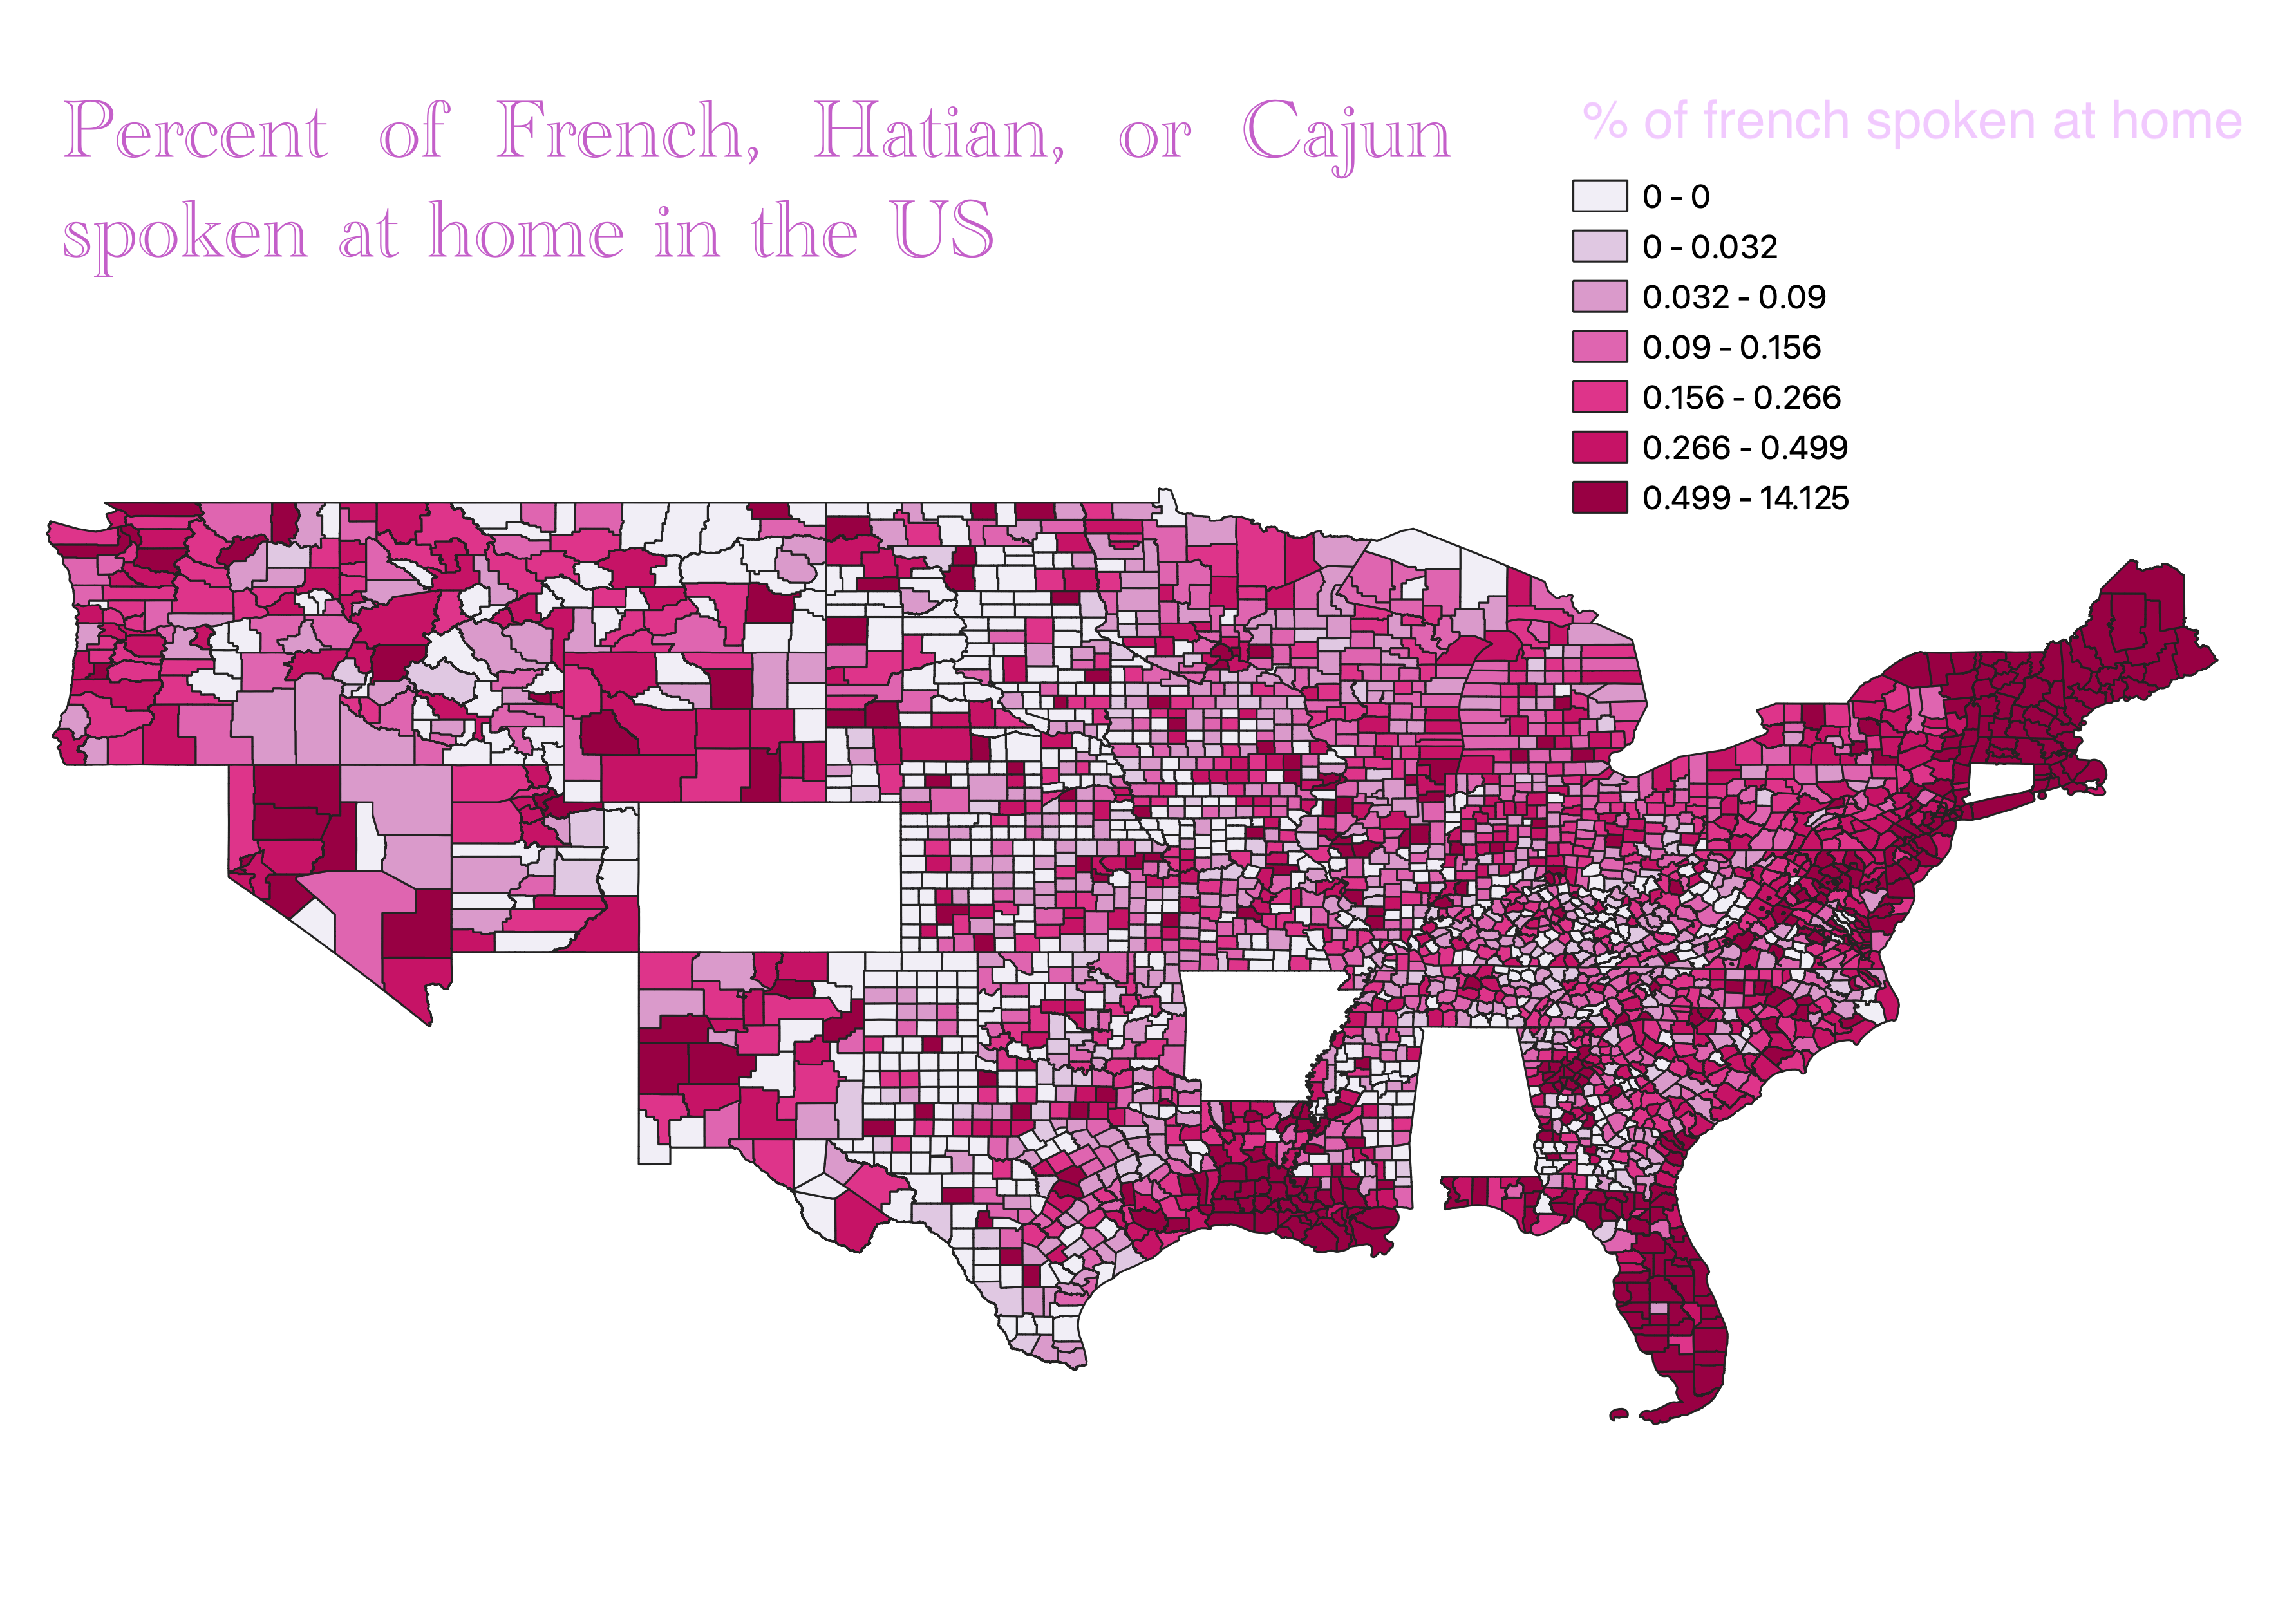 Percent of French, Hatian, or Cajun
spoken at home in the US
% of french spoken at home
0 - 0
0 - 0.032
0.032 - 0.09
0.09 - 0.156
0.156 - 0.266
0.266 - 0.499
0.499 - 14.125